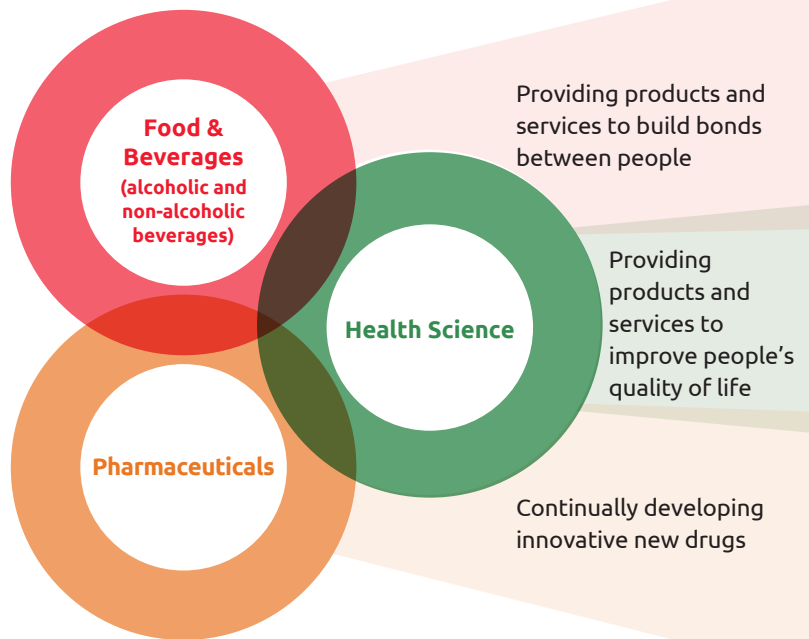 Food &
Beverages
(alcoholic and
non-alcoholic
beverages)
Providing products and
services to build bonds
between people
Health Science
Providing
products and
services to
improve people’s
quality of life
Pharmaceuticals
Continually developing
innovative new drugs